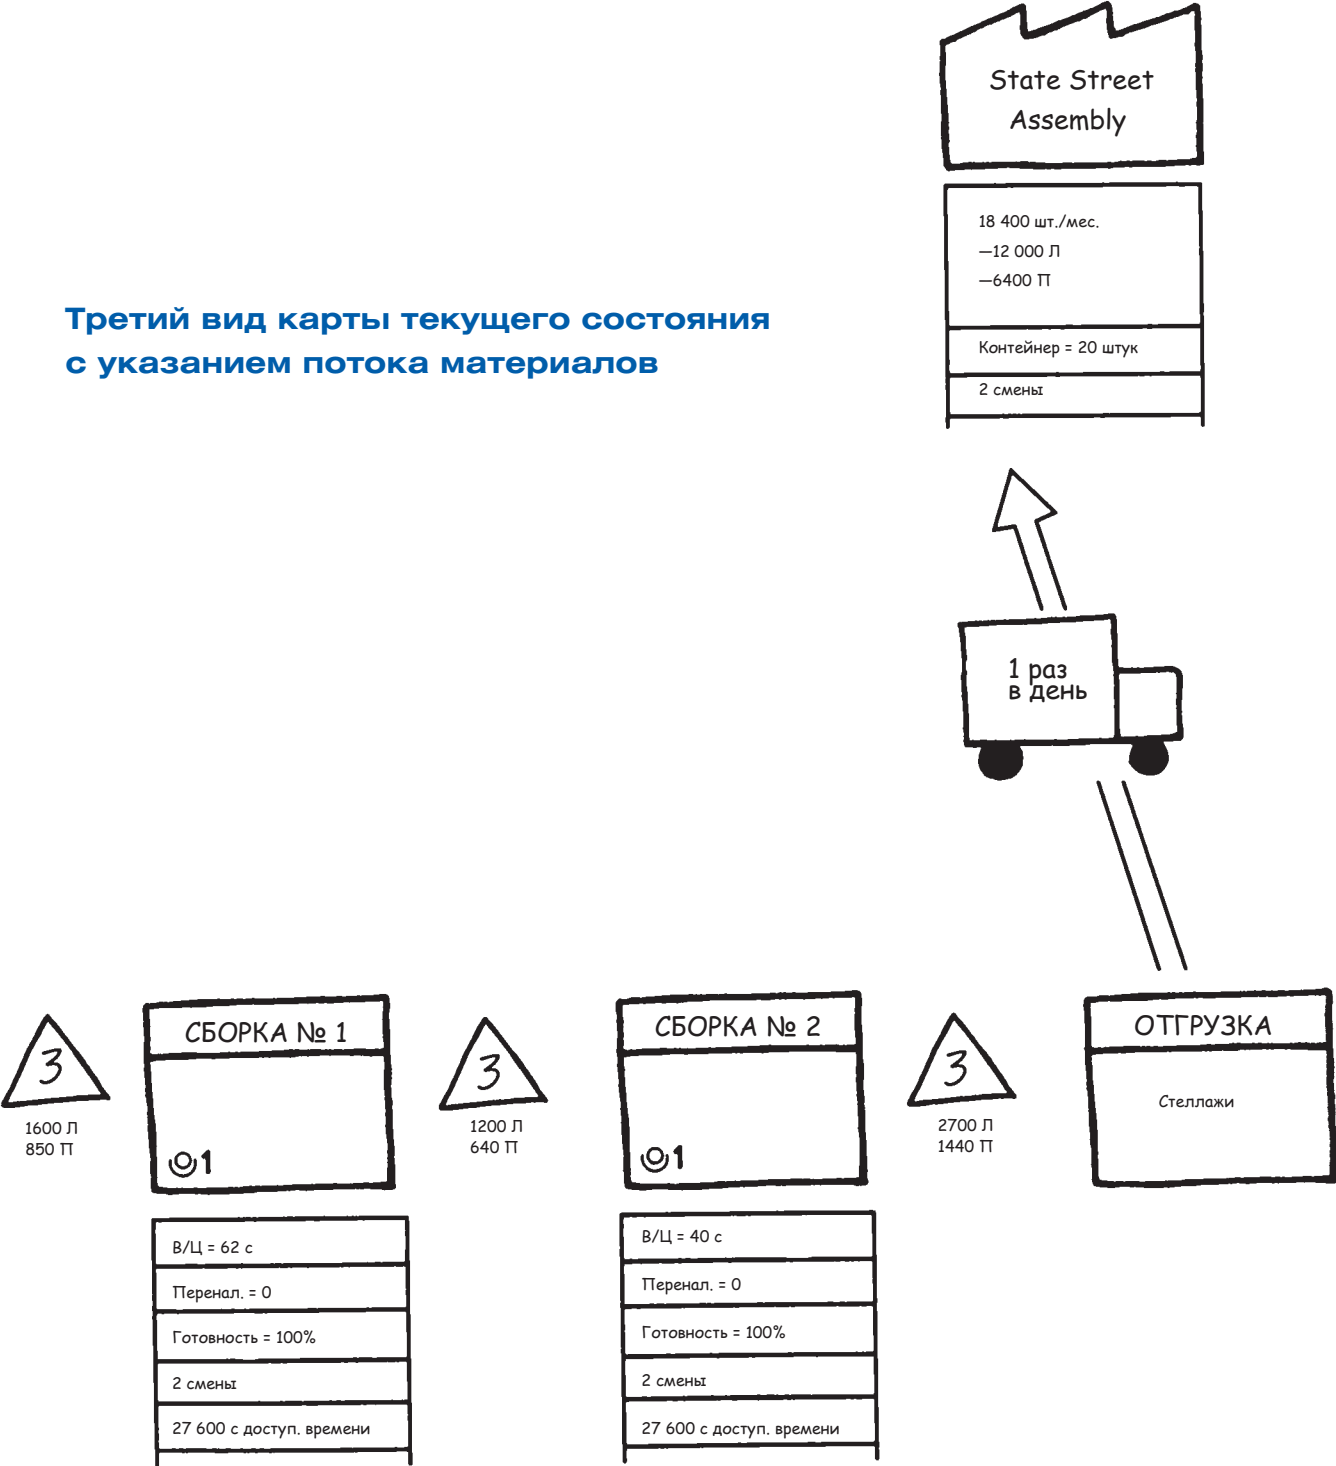 State Street
Assembly
18 400 шт./мес.
—12 000 Л
—6400 П
Контейнер = 20 штук
2 смены
Третий вид карты текущего состояния
с указанием потока материалов
1 раз
в день
З
1600 Л
850 П
СБОРКА № 1
1
В/Ц = 62 с
Перенал. = 0
Готовность = 100%
2 смены
27 600 с доступ. времени
З
1200 Л
640 П
СБОРКА № 2
1
В/Ц = 40 с
Перенал. = 0
Готовность = 100%
2 смены
27 600 с доступ. времени
З
2700 Л
1440 П
ОТГРУЗКА
Стеллажи